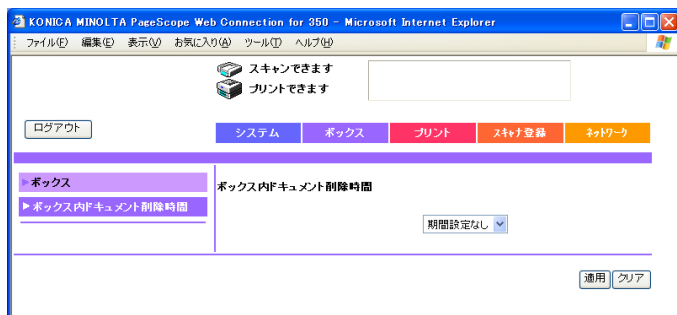 KONICA MINOLTA PageScope Web Connection for 350 - Microsoft Internet Explorer
ファイル(F) 編集(E) 表示(V) お気に入り(A) ツール(T) ヘルプ(H)
スキャンできます
プリントできます
ログアウト
システム ボックス プリント スキャナ登録 ネットワーク
ボックス
ボックス内ドキュメント削除時間
ボックス内ドキュメント削除時間
期間設定なし
適用 クリア